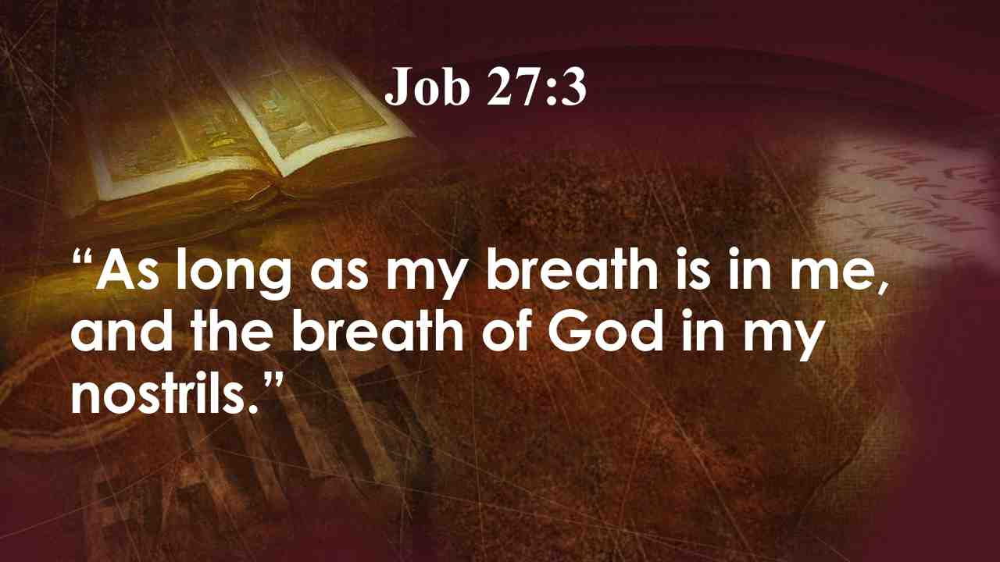 Job 27:3
“As long as my breath is in me,
and the breath of God in my
nostrils.”